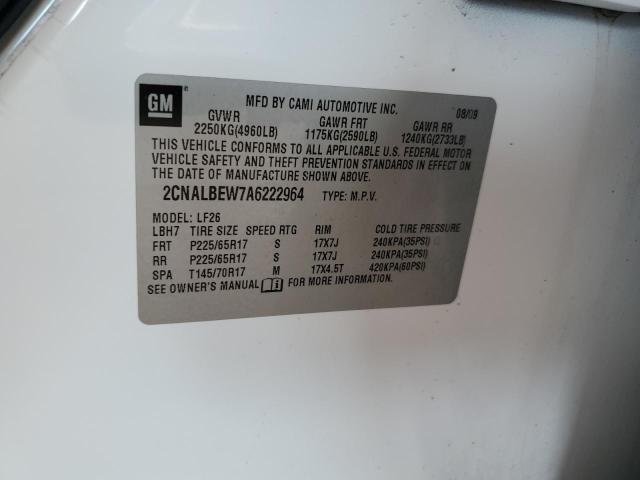 GM ®
MFD BY CAMI AUTOMOTIVE INC. 08/09
GVWR GAWR FRT GAWR RR
2250KG(4960LB) 1175KG(2590LB) 1240KG(2733LB)
THIS VEHICLE CONFORMS TO ALL APPLICABLE U.S. FEDERAL MOTOR
VEHICLE SAFETY AND THEFT PREVENTION STANDARDS IN EFFECT ON
THE DATE OF MANUFACTURE SHOWN ABOVE.
2CNALBEW7A6222964 TYPE: M.P.V.
MODEL: LF26
LBH7 TIRE SIZE SPEED RTG RIM COLD TIRE PRESSURE
FRT P225/65R17 S 17X7J 240KPA(35PSI)
RR P225/65R17 S 17X7J 240KPA(35PSI)
SPA T145/70R17 M 17X4.5T 420KPA(60PSI)
SEE OWNER'S MANUAL FOR MORE INFORMATION.